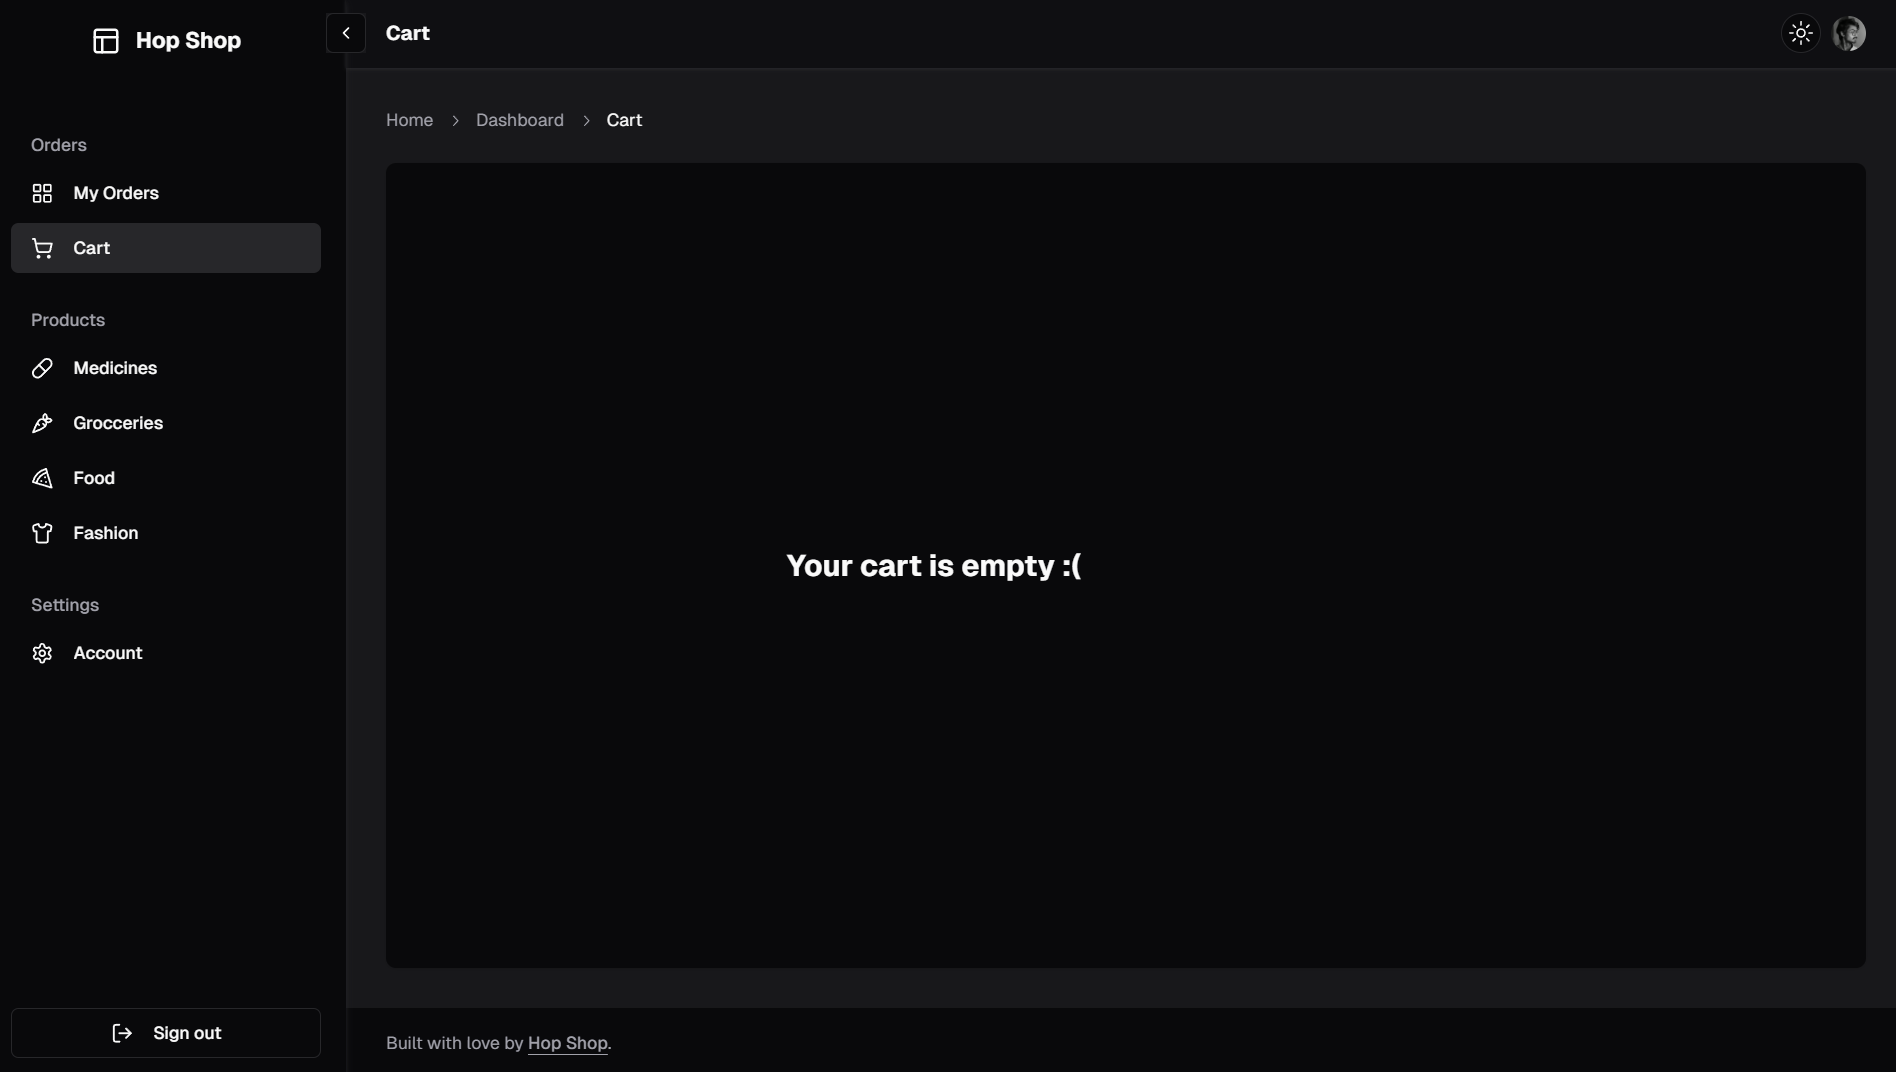 Hop Shop
Cart
Home > Dashboard > Cart
Orders
My Orders
Cart
Products
Medicines
Grocceries
Food
Fashion
Settings
Account
Sign out
Your cart is empty :(
Built with love by Hop Shop.